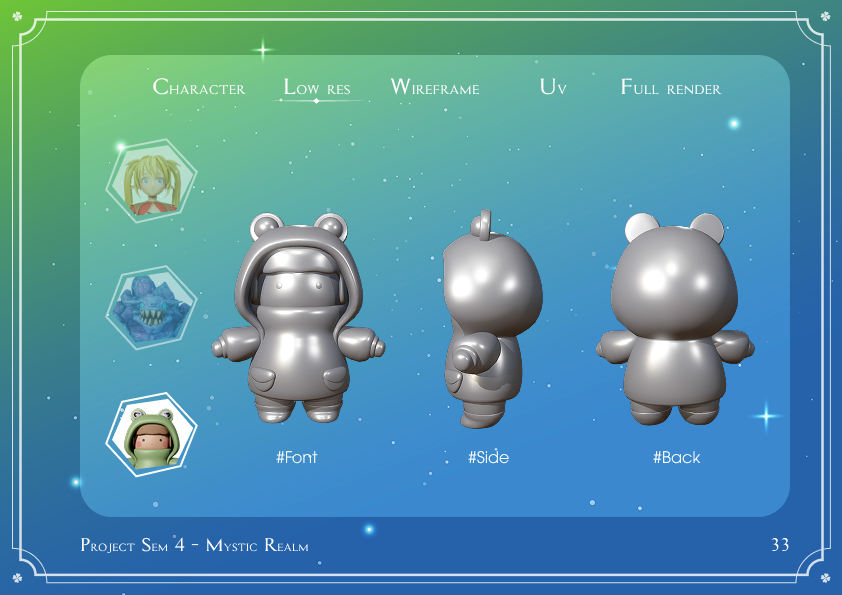 Character Low res Wireframe Uv Full render
#Font #Side #Back
Project Sem 4 - Mystic Realm 33